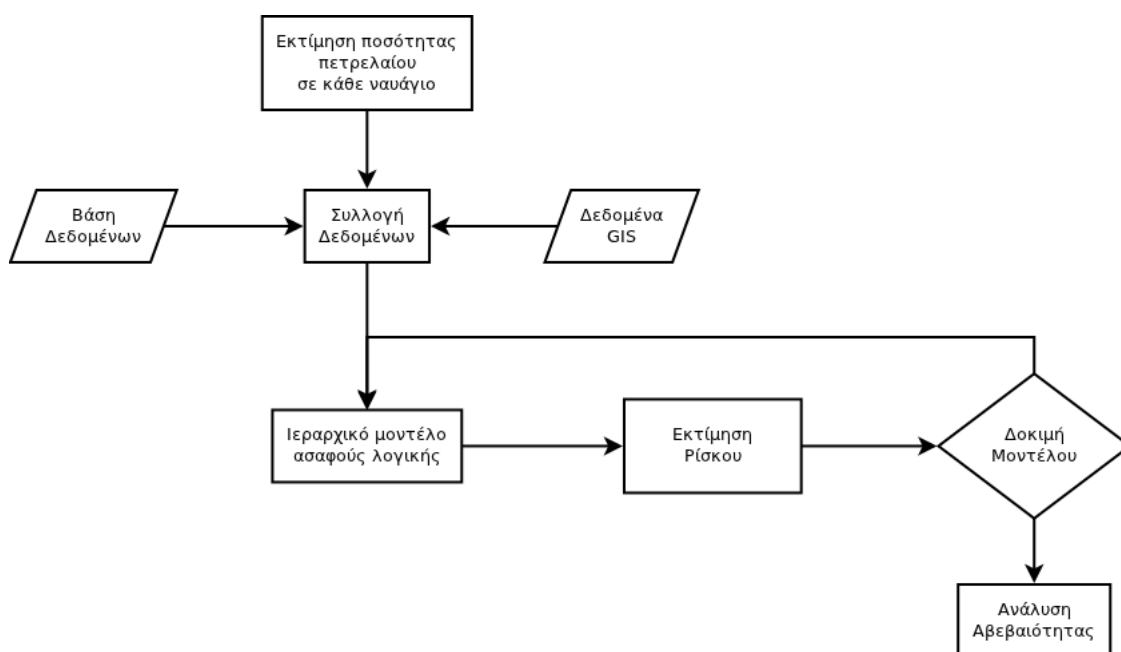 Εκτίμηση ποσότητας
πετρελαίου
σε κάθε ναυάγιο
Βάση
Δεδομένων
Συλλογή
Δεδομένων
Δεδομένα
GIS
Ιεραρχικό μοντέλο
ασαφούς λογικής
Εκτίμηση
Ρίσκου
Δοκιμή
Μοντέλου
Ανάλυση
Αβεβαιότητας